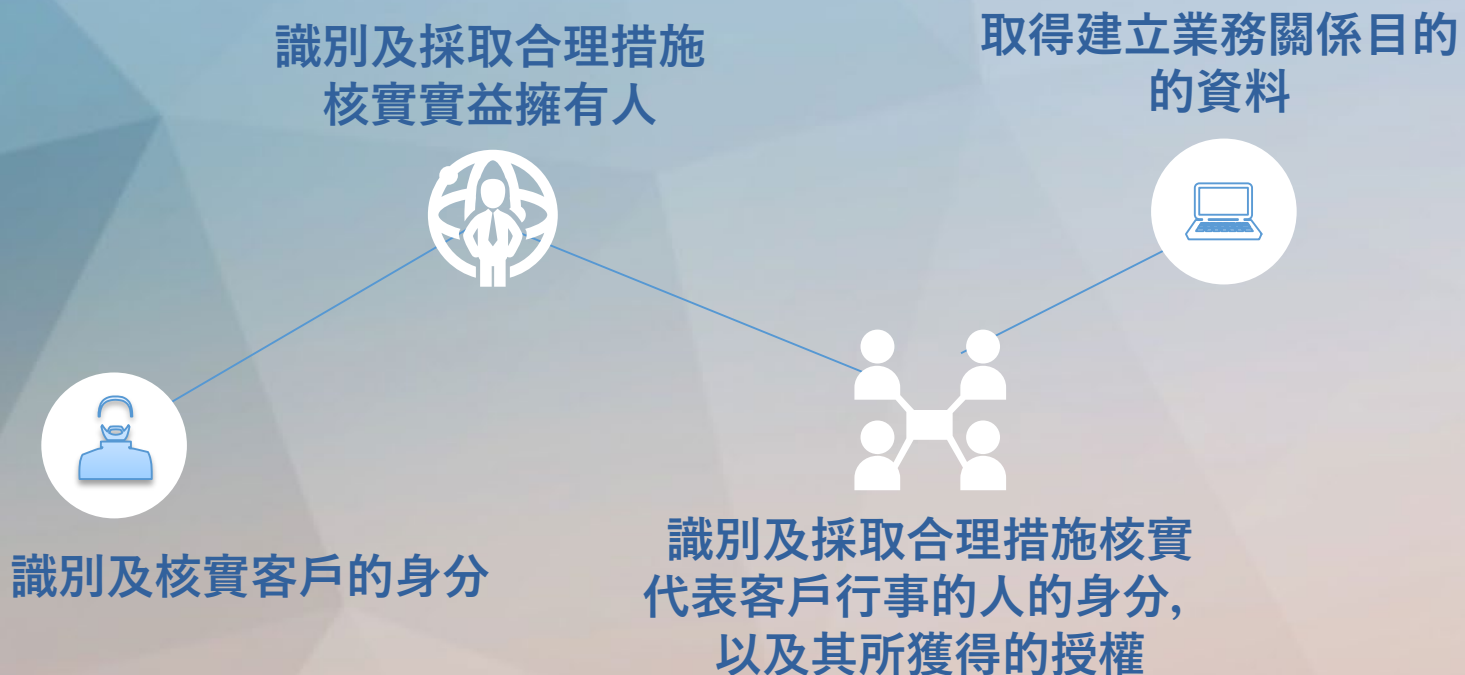 識別及核實客戶的身分
識別及採取合理措施
核實實益擁有人
識別及採取合理措施核實
代表客戶行事的人的身分,
以及其所獲得的授權
取得建立業務關係目的
的資料